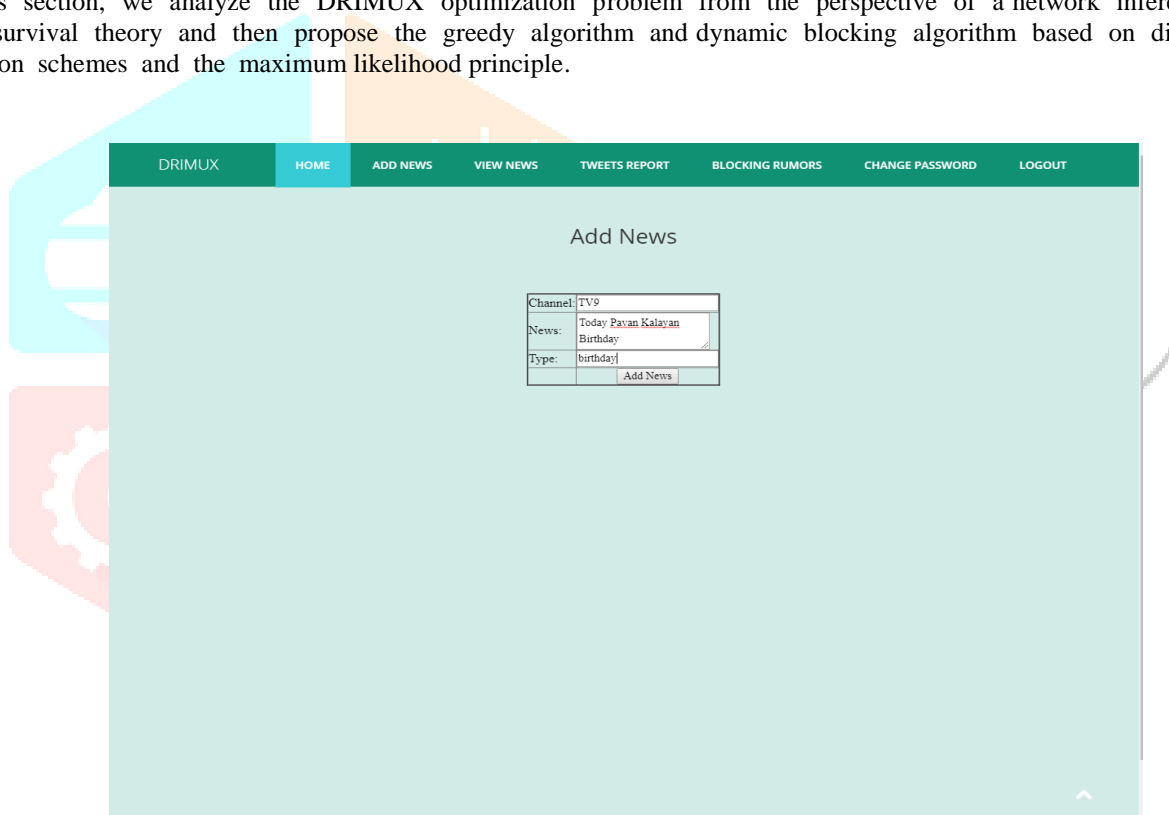 s section, we analyze the DRIMUX optimization problem from the perspective of a network infere
survival theory and then propose the greedy algorithm and dynamic blocking algorithm based on di
on schemes and the maximum likelihood principle.
DRIMUX HOME ADD NEWS VIEW NEWS TWEETS REPORT BLOCKING RUMORS CHANGE PASSWORD LOGOUT
Add News
Channel: TV9
News: Today Pavan Kalayan
Birthday
Type: birthday
Add News